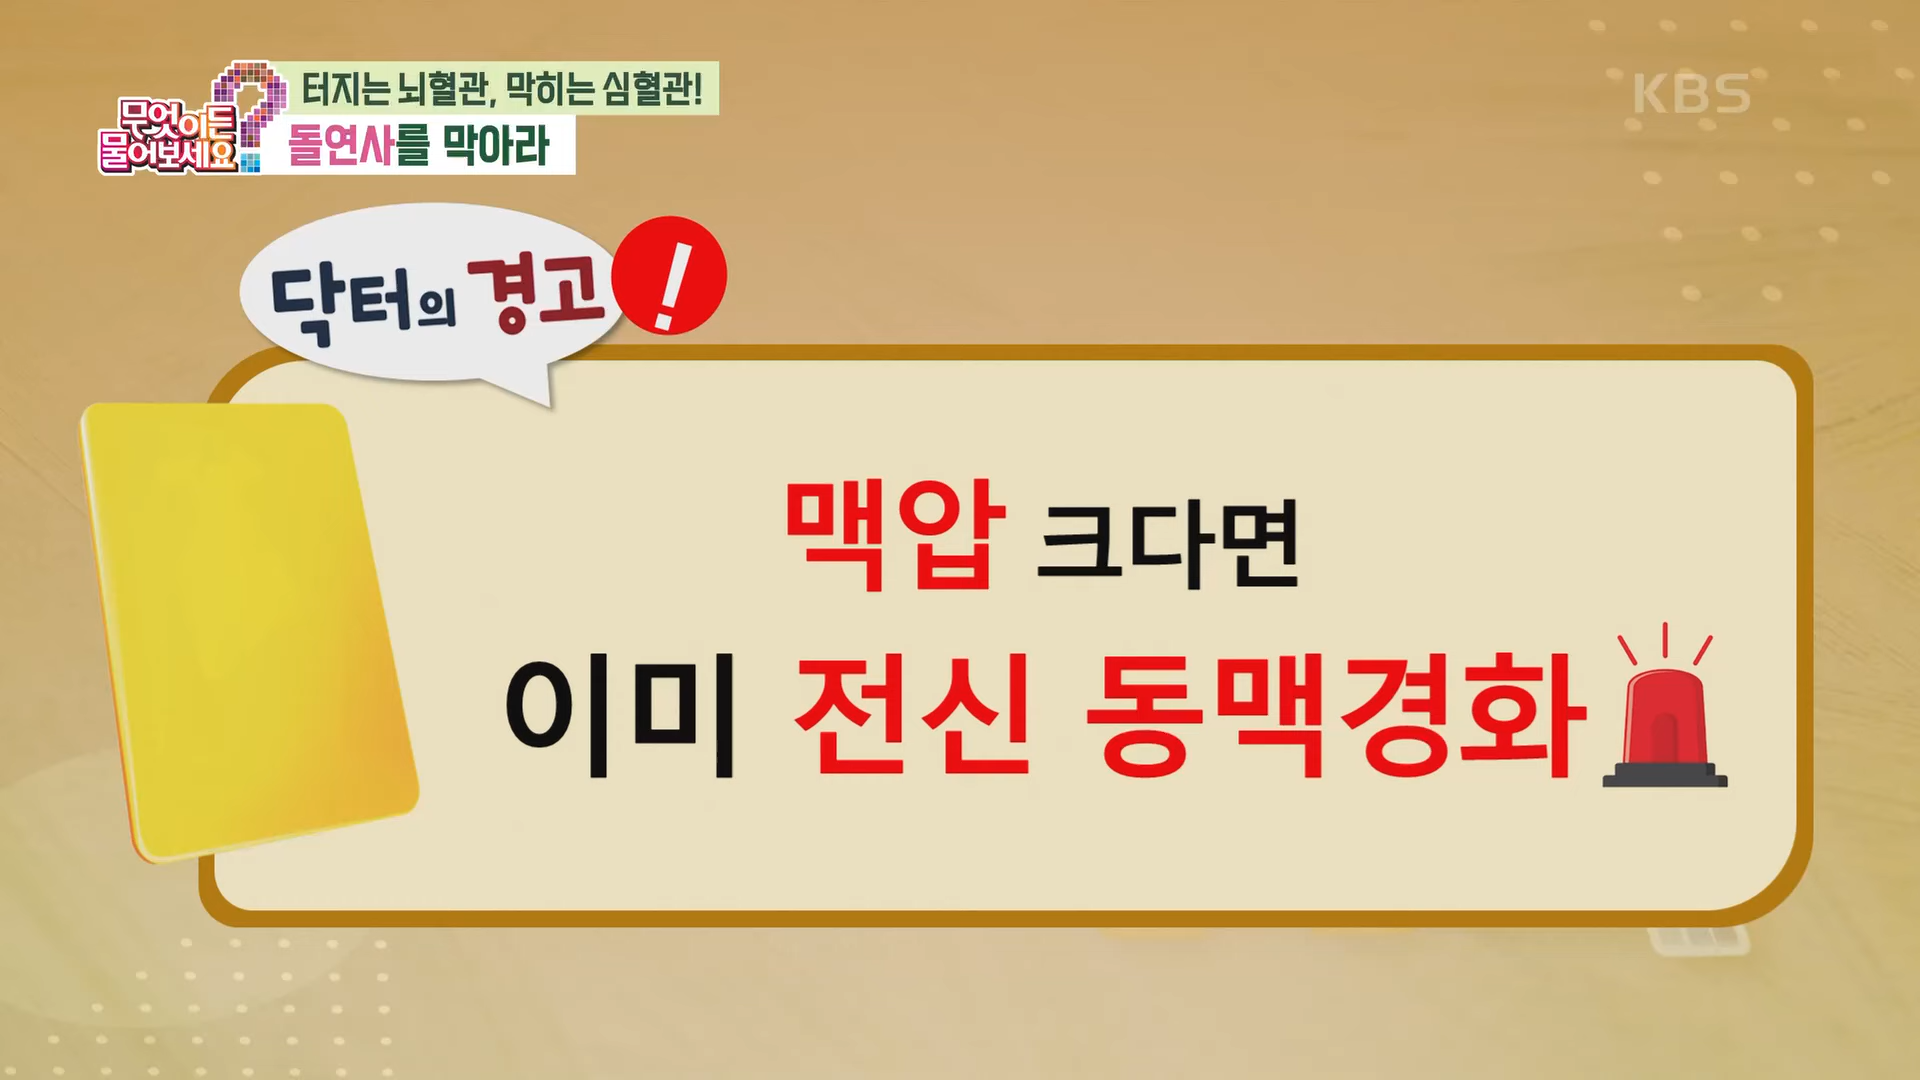 터지는 뇌혈관, 막히는 심혈관!
무엇이든
물어보세요
돌연사를 막아라
KBS
닥터의 경고!
맥압 크다면
이미 전신 동맥경화